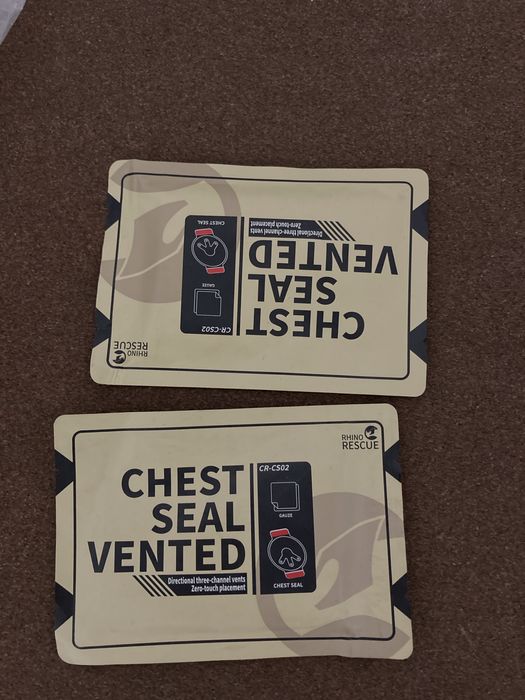 CHEST
SEAL
VENTED
Directional three-channel vents
Zero-touch placement
CR-CS02
GAUZE
CHEST SEAL
RHINO
RESCUE
RHINO
RESCUE
CHEST
SEAL
VENTED
Directional three-channel vents
Zero-touch placement
CR-CS02
GAUZE
CHEST SEAL